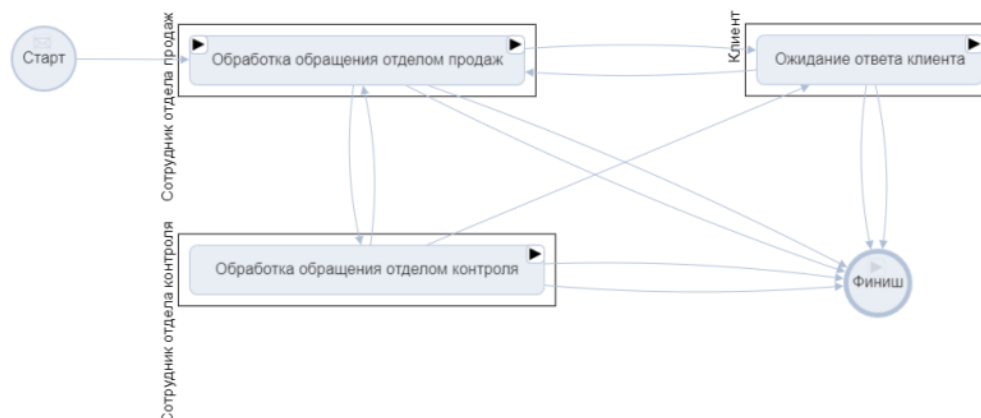 Старт
Сотрудник отдела продаж
Обработка обращения отделом продаж
Клиент
Ожидание ответа клиента
Сотрудник отдела контроля
Обработка обращения отделом контроля
Финиш